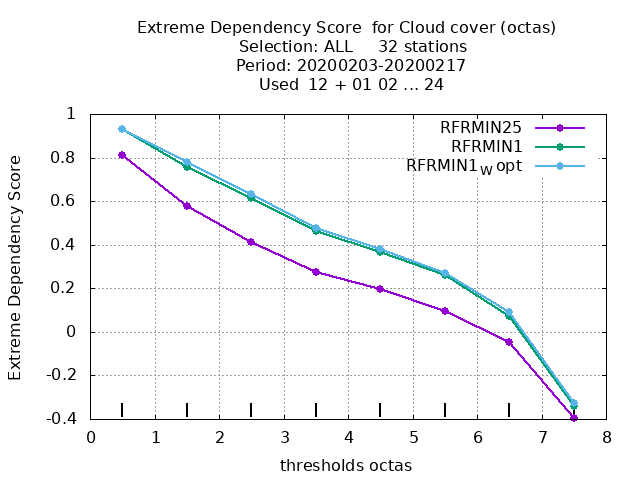 Extreme Dependency Score  for Cloud cover (octas)
Selection: ALL     32 stations
Period: 20200203-20200217
Used  12 + 01 02 ... 24
RFRMIN25
RFRMIN1
RFRMIN1W opt
Extreme Dependency Score
1
0.8
0.6
0.4
0.2
0
-0.2
-0.4
0 1 2 3 4 5 6 7 8
thresholds octas